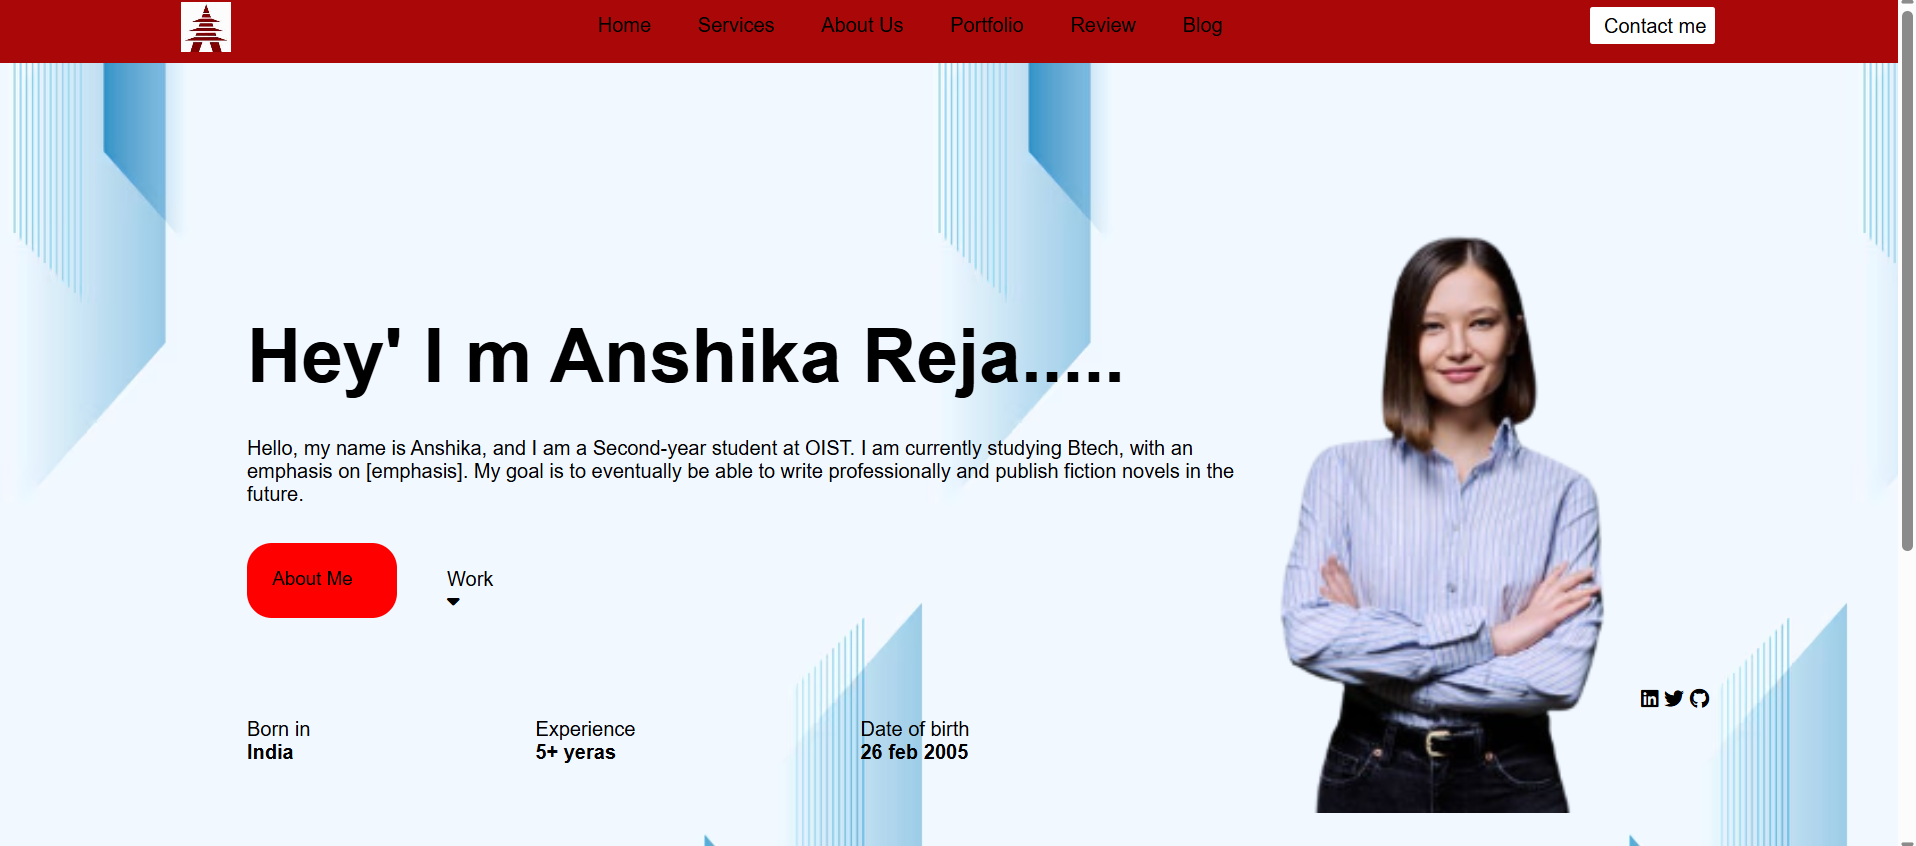 Home Services About Us Portfolio Review Blog Contact me
Hey' I m Anshika Reja.....
Hello, my name is Anshika, and I am a Second-year student at OIST. I am currently studying Btech, with an
emphasis on [emphasis]. My goal is to eventually be able to write professionally and publish fiction novels in the
future.
About Me Work
Born in Experience Date of birth
India 5+ yeras 26 feb 2005